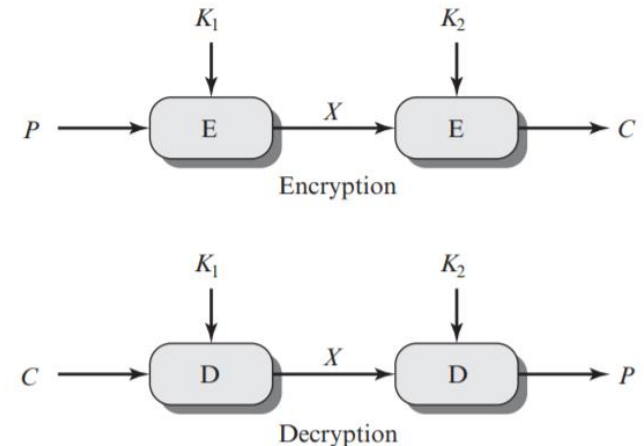 K₁ K₂
P E X E C
Encryption
K₁ K₂
C D X D P
Decryption